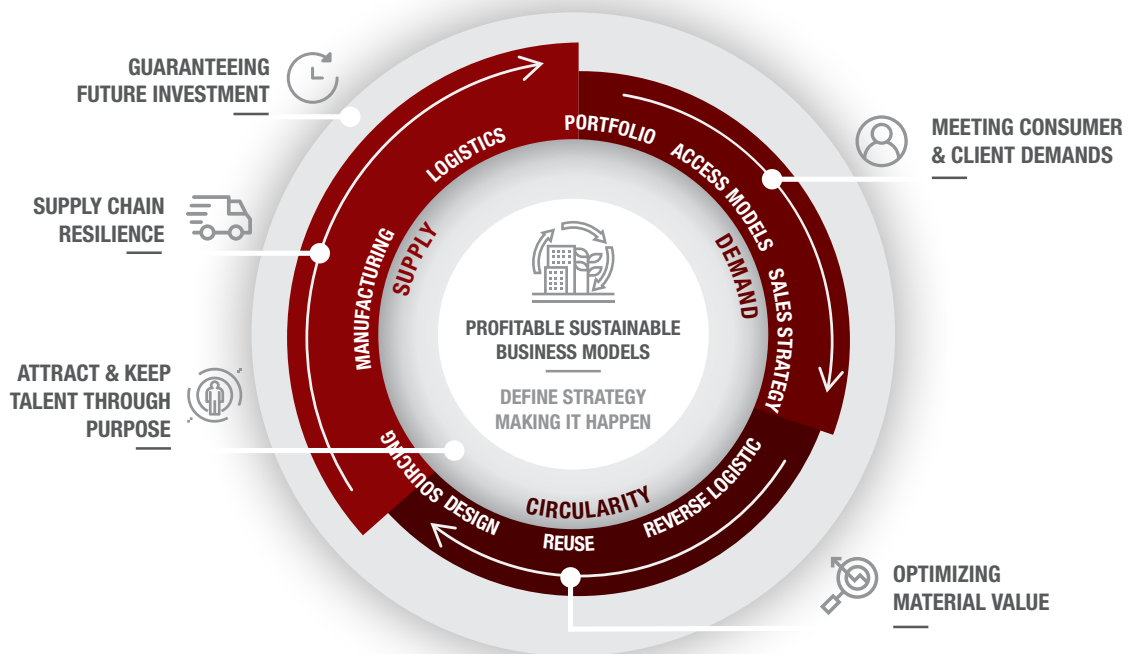 GUARANTEEING
FUTURE INVESTMENT
SUPPLY CHAIN
RESILIENCE
ATTRACT & KEEP
TALENT THROUGH
PURPOSE
MEETING CONSUMER
& CLIENT DEMANDS
OPTIMIZING
MATERIAL VALUE
SUPPLY
SOURCING
MANUFACTURING
LOGISTICS
DEMAND
PORTFOLIO
ACCESS MODELS
SALES STRATEGY
CIRCULARITY
REVERSE LOGISTIC
REUSE
DESIGN
PROFITABLE SUSTAINABLE
BUSINESS MODELS
DEFINE STRATEGY
MAKING IT HAPPEN